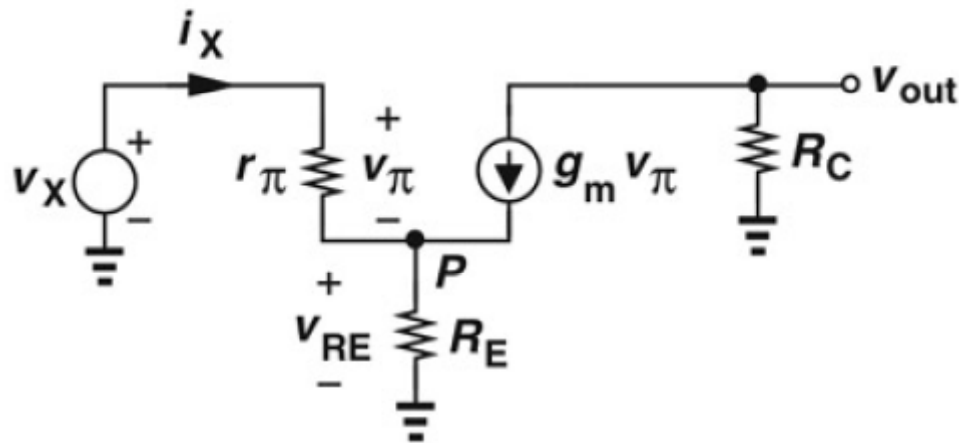 i_X
v_out
+
+
v_X
r_π
v_π
g_m v_π
R_C
−
−
P
+
v_RE
R_E
−